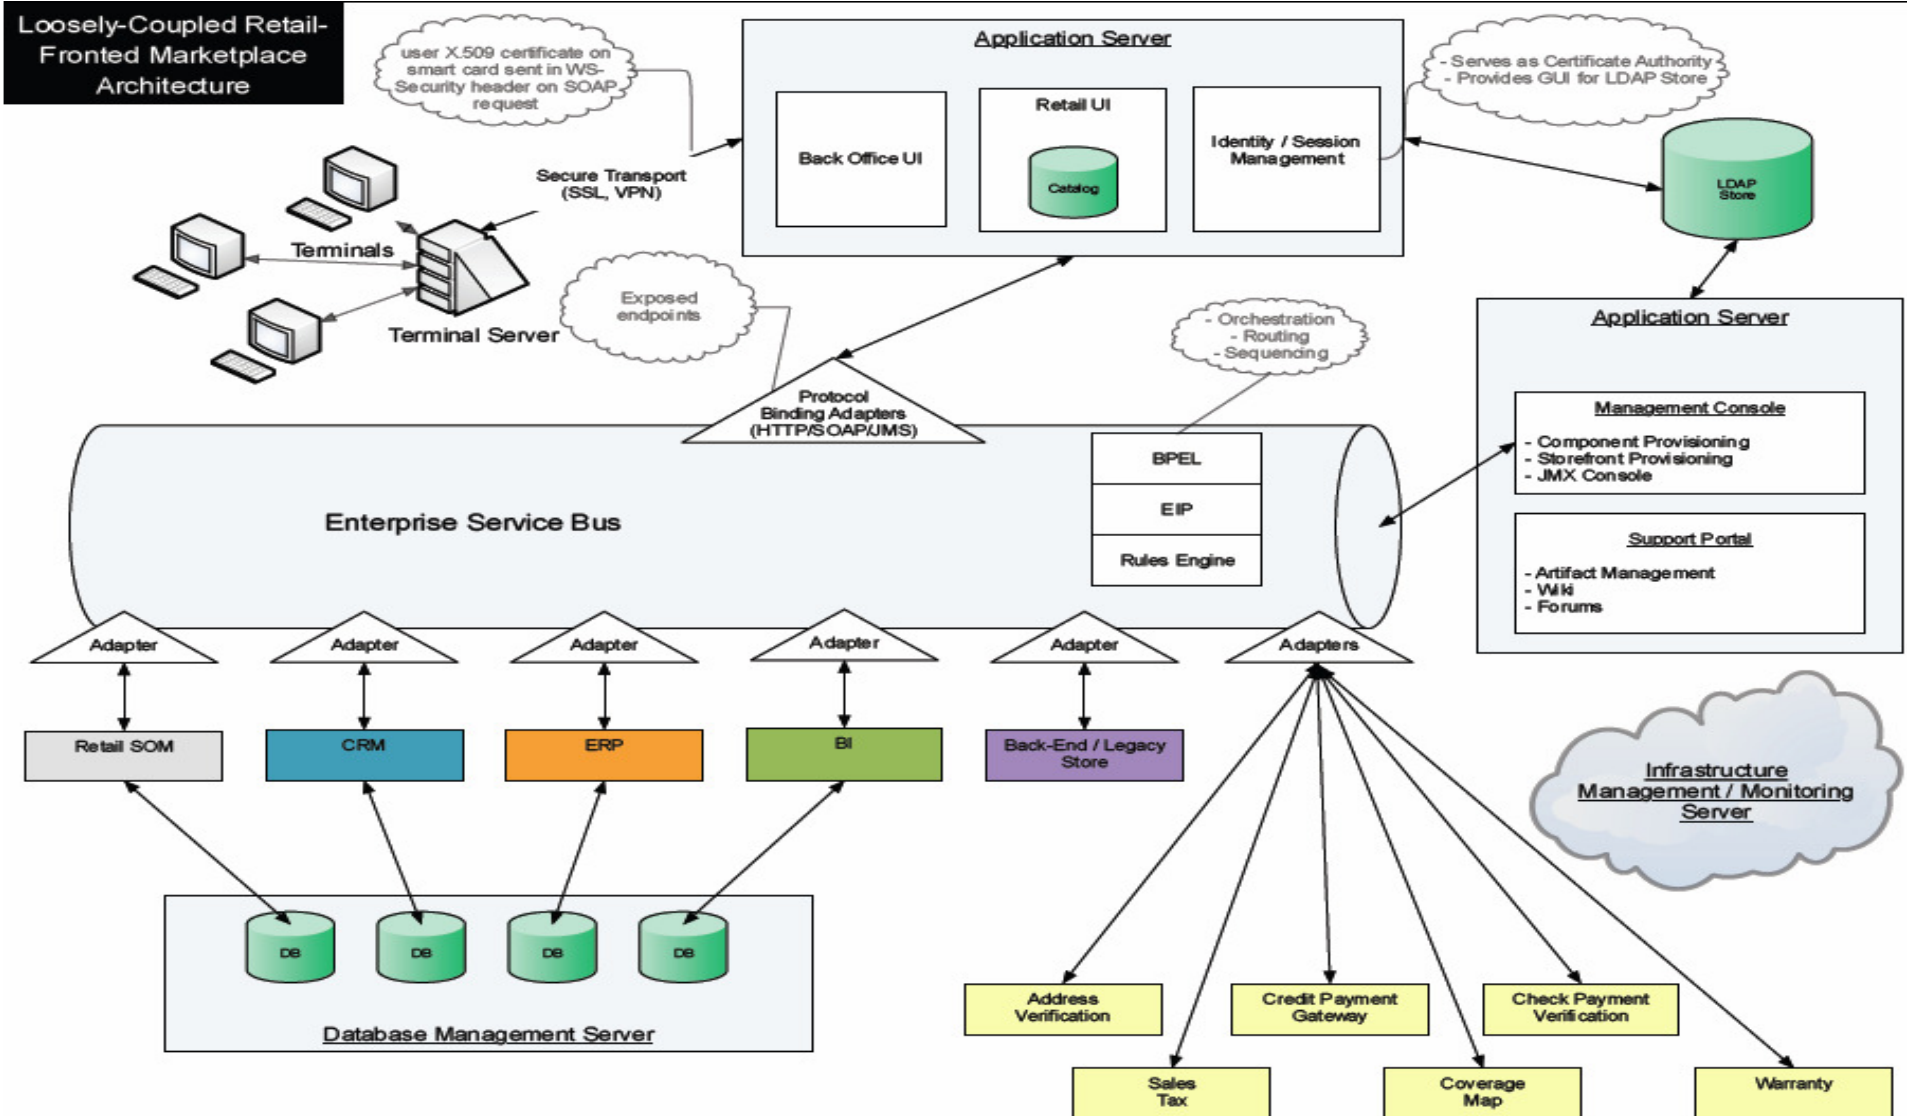 Loosely-Coupled Retail-
Fronted Marketplace
Architecture
user X.509 certificate on
smart card sent in WS-
Security header on SOAP
request
Application Server
Back Office UI
Retail UI
Catalog
Identity / Session
Management
- Serves as Certificate Authority
- Provides GUI for LDAP Store
LDAP
Store
Secure Transport
(SSL, VPN)
Terminals
Terminal Server
Exposed
endpoints
- Orchestration
- Routing
- Sequencing
Application Server
Management Console
- Component Provisioning
- Storefront Provisioning
- JMX Console
Support Portal
- Artifact Management
- Wiki
- Forums
Protocol
Binding Adapters
(HTTP/SOAP/JMS)
Enterprise Service Bus
BPEL
EIP
Rules Engine
Adapter
Adapter
Adapter
Adapter
Adapter
Adapters
Retail SOM
CRM
ERP
BI
Back-End / Legacy
Store
Infrastructure
Management / Monitoring
Server
DB
DB
DB
DB
Database Management Server
Address
Verification
Credit Payment
Gateway
Check Payment
Verification
Sales
Tax
Coverage
Map
Warranty